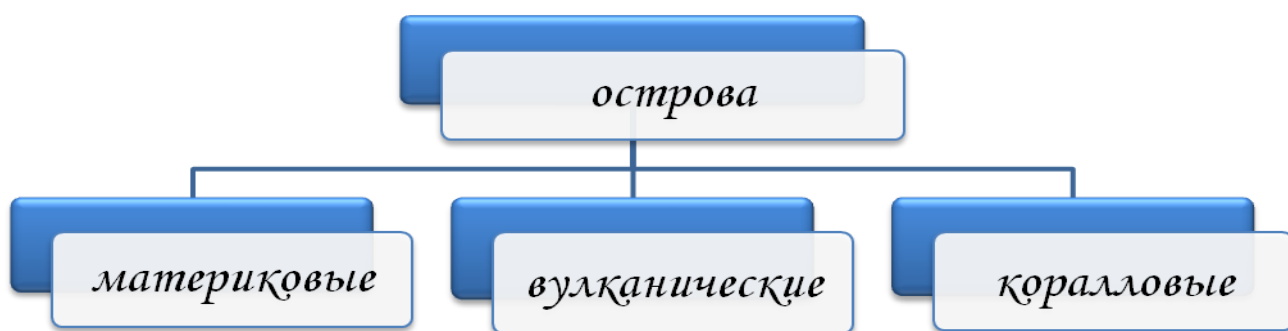 острова
материковые
вулканические
коралловые